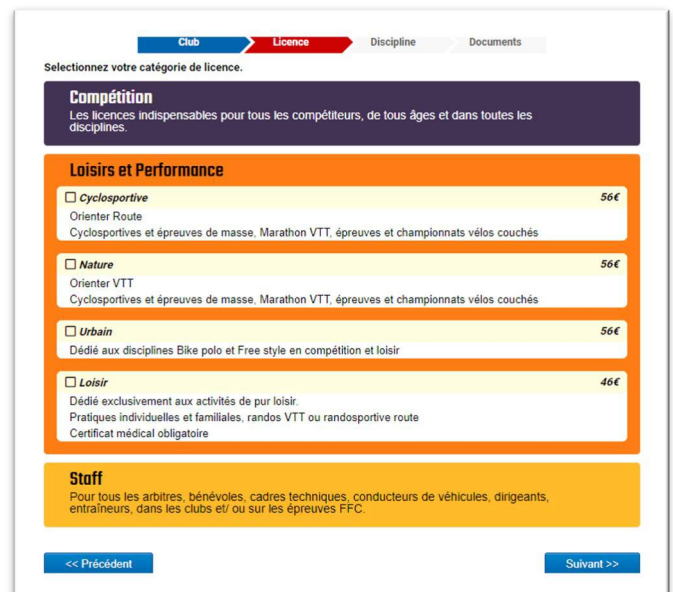 Club Licence Discipline Documents
Selectionnez votre catégorie de licence.
Compétition
Les licences indispensables pour tous les compétiteurs, de tous âges et dans toutes les
disciplines.
Loisirs et Performance
Cyclosportive 56€
Orienter Route
Cyclosportives et épreuves de masse, Marathon VTT, épreuves et championnats vélos couchés
Nature 56€
Orienter VTT
Cyclosportives et épreuves de masse, Marathon VTT, épreuves et championnats vélos couchés
Urbain 56€
Dédié aux disciplines Bike polo et Free style en compétition et loisir
Loisir 46€
Dédié exclusivement aux activités de pur loisir.
Pratiques individuelles et familiales, randos VTT ou randosportive route
Certificat médical obligatoire
Staff
Pour tous les arbitres, bénévoles, cadres techniques, conducteurs de véhicules, dirigeants,
entraîneurs, dans les clubs et/ ou sur les épreuves FFC.
<< Précédent Suivant >>